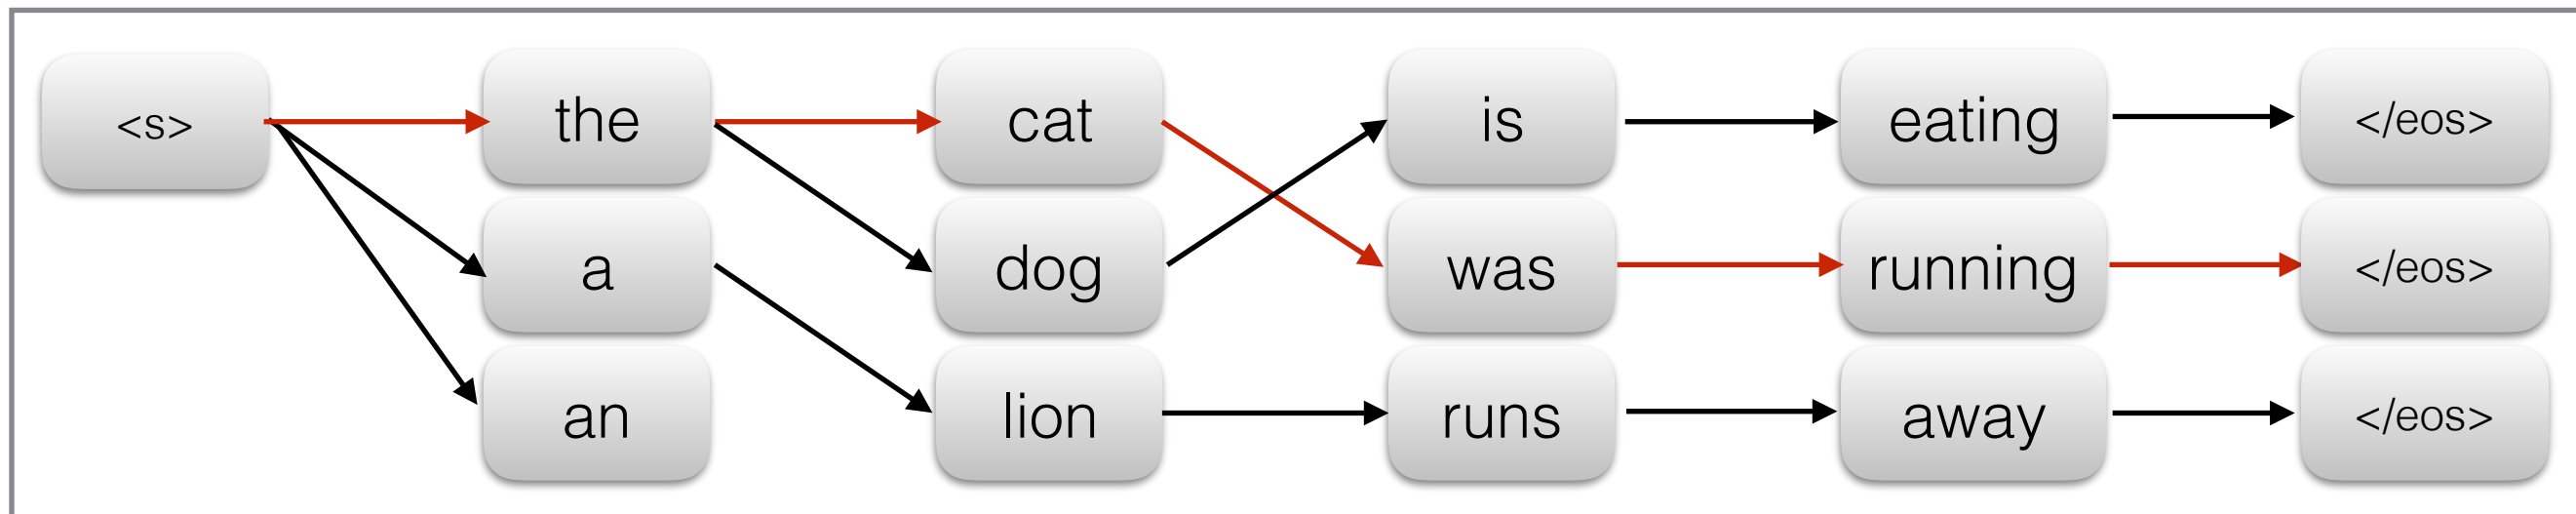 <s> the cat is eating </eos>
a dog was running </eos>
an lion runs away </eos>